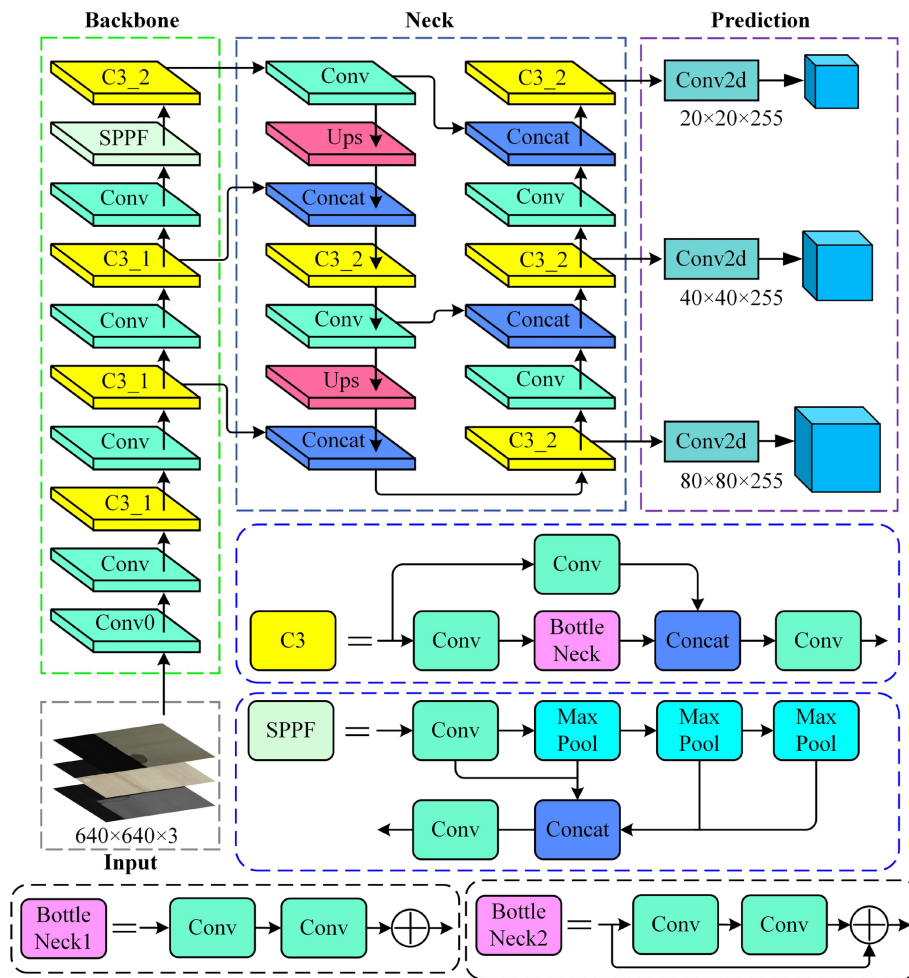 Backbone
Neck
Prediction
C3_2
SPPF
Conv
C3_1
Conv
C3_1
Conv
C3_1
Conv
Conv0
Conv
Ups
Concat
C3_2
Conv
Ups
Concat
C3_2
Concat
Conv
C3_2
Concat
Conv
C3_2
Conv2d
20×20×255
Conv2d
40×40×255
Conv2d
80×80×255
640×640×3
Input
C3
=
Conv
Conv
Bottle
Neck
Concat
Conv
SPPF
=
Conv
Max
Pool
Max
Pool
Max
Pool
Conv
Concat
Bottle
Neck1
=
Conv
Conv
Bottle
Neck2
=
Conv
Conv